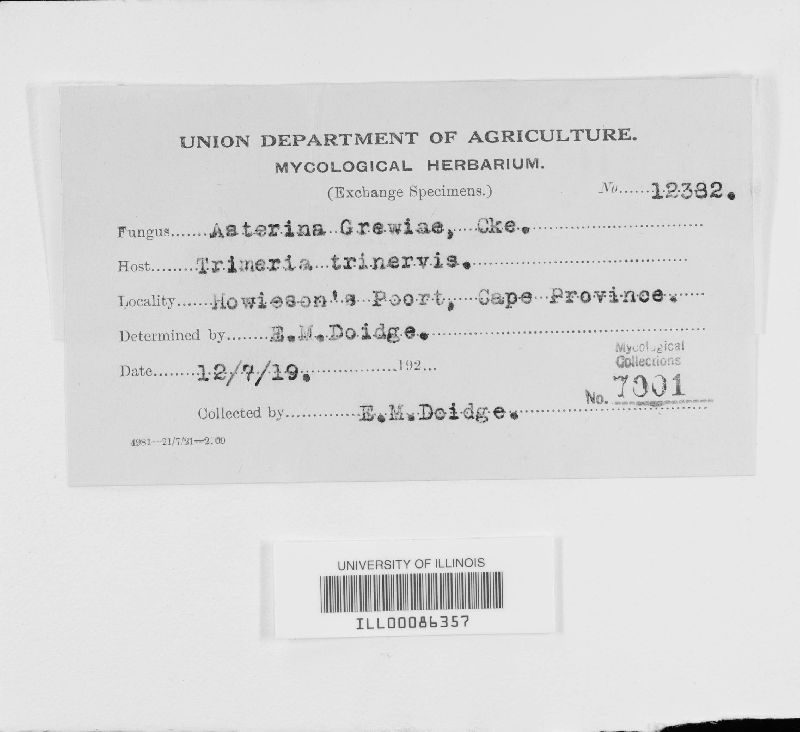 UNION DEPARTMENT OF AGRICULTURE.
MYCOLOGICAL HERBARIUM.
(Exchange Specimens.) No......12382.
Fungus.......Asterina Grewiae, Cke.
Host........Trimeria trinervis.
Locality......Howieson's Poort, Cape Province.
Determined by........E.M.Doidge.
Date........12/7/19. 192...
Mycological
Collections
No. 7001
Collected by.............E.M.Doidge.
4981—21/7/21—2.00
UNIVERSITY OF ILLINOIS
ILL00086357